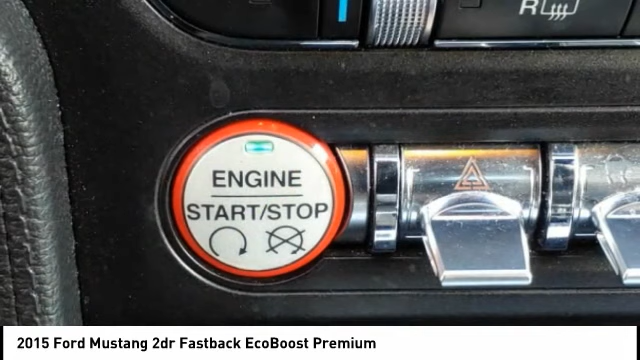 R
ENGINE
START/STOP
2015 Ford Mustang 2dr Fastback EcoBoost Premium